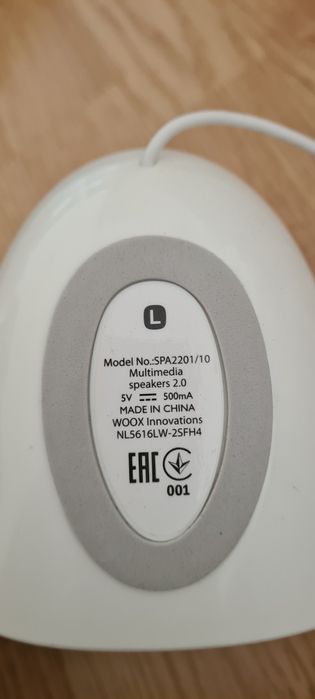 L
Model No.:SPA2201/10
Multimedia
speakers 2.0
5V ⎓ 500mA
MADE IN CHINA
WOOX Innovations
NL5616LW-2SFH4
EAC
001